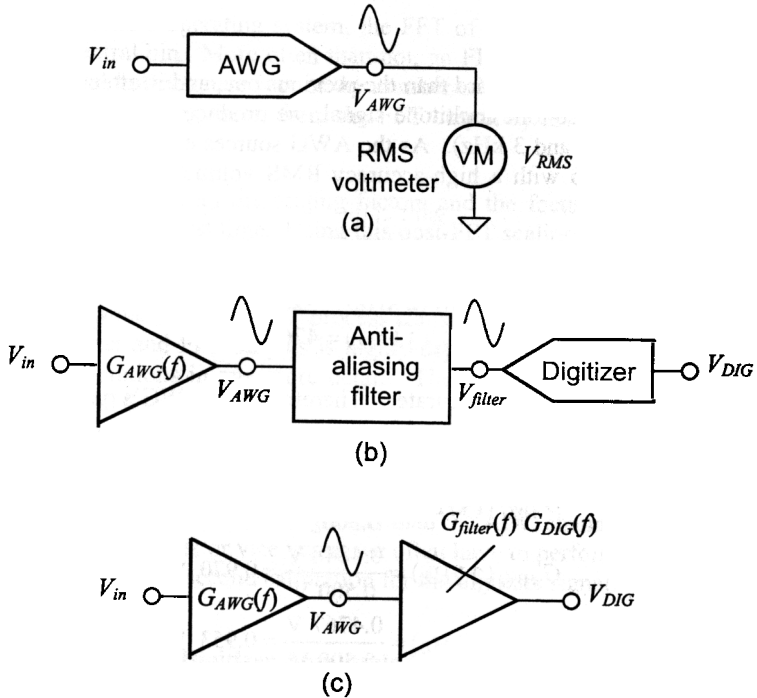 V_in AWG V_AWG
RMS voltmeter VM V_RMS
(a)
V_in G_AWG(f) V_AWG Anti-aliasing filter V_filter Digitizer V_DIG
(b)
G_filter(f) G_DIG(f)
V_in G_AWG(f) V_AWG V_DIG
(c)